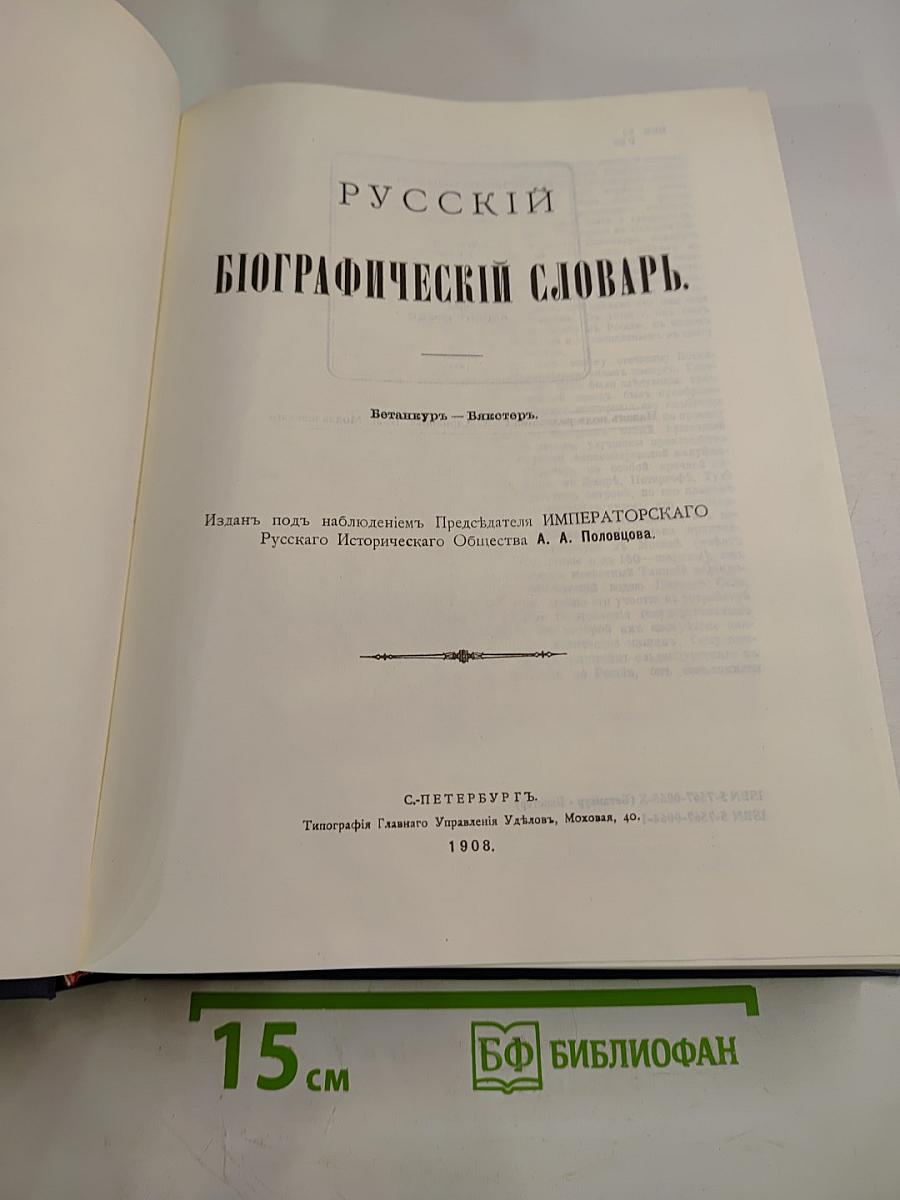 РУССКІЙ
БІОГРАФИЧЕСКІЙ СЛОВАРЬ.
Бетанкуръ — Вякстеръ.
Изданъ подъ наблюденіемъ Предсѣдателя ИМПЕРАТОРСКАГО
Русскаго Историческаго Общества А. А. Половцова.
С.-ПЕТЕРБУРГЪ.
Типографія Главнаго Управленія Удѣловъ, Моховая, 40.
1908.
15 см
БФ БИБЛИОФАН